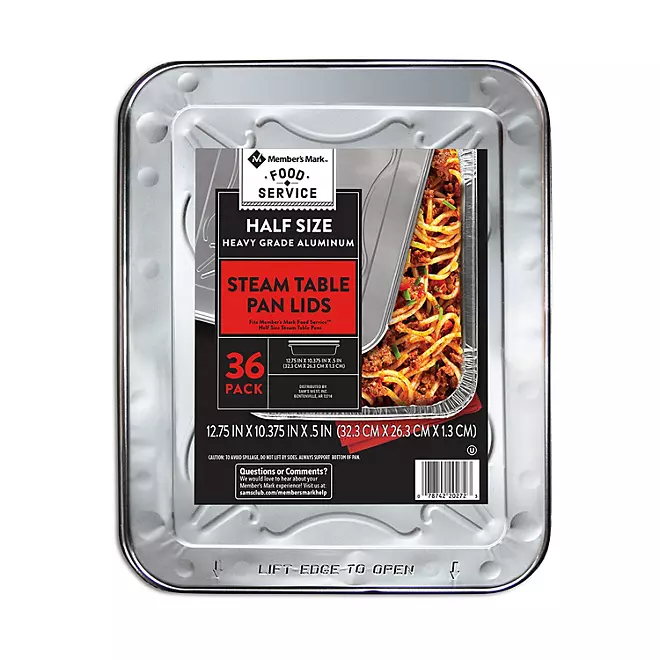 Member's Mark™
FOOD
SERVICE
HALF SIZE
HEAVY GRADE ALUMINUM
STEAM TABLE
PAN LIDS
Fits Member's Mark Food Service™
Half Size Steam Table Pans
36
PACK
12.75 IN X 10.375 IN X .5 IN
(32.3 CM X 26.3 CM X 1.3 CM)
DISTRIBUTED BY
SAM'S WEST, INC.
BENTONVILLE, AR 72716
12.75 IN X 10.375 IN X .5 IN (32.3 CM X 26.3 CM X 1.3 CM)
CAUTION: TO AVOID SPILLAGE, DO NOT LIFT BY SIDES. ALWAYS SUPPORT BOTTOM OF PAN.
U
Questions or Comments?
We would love to hear about your
Member's Mark experience! Visit us at:
samsclub.com/membersmarkhelp
0 78742 20272 5
LIFT EDGE TO OPEN